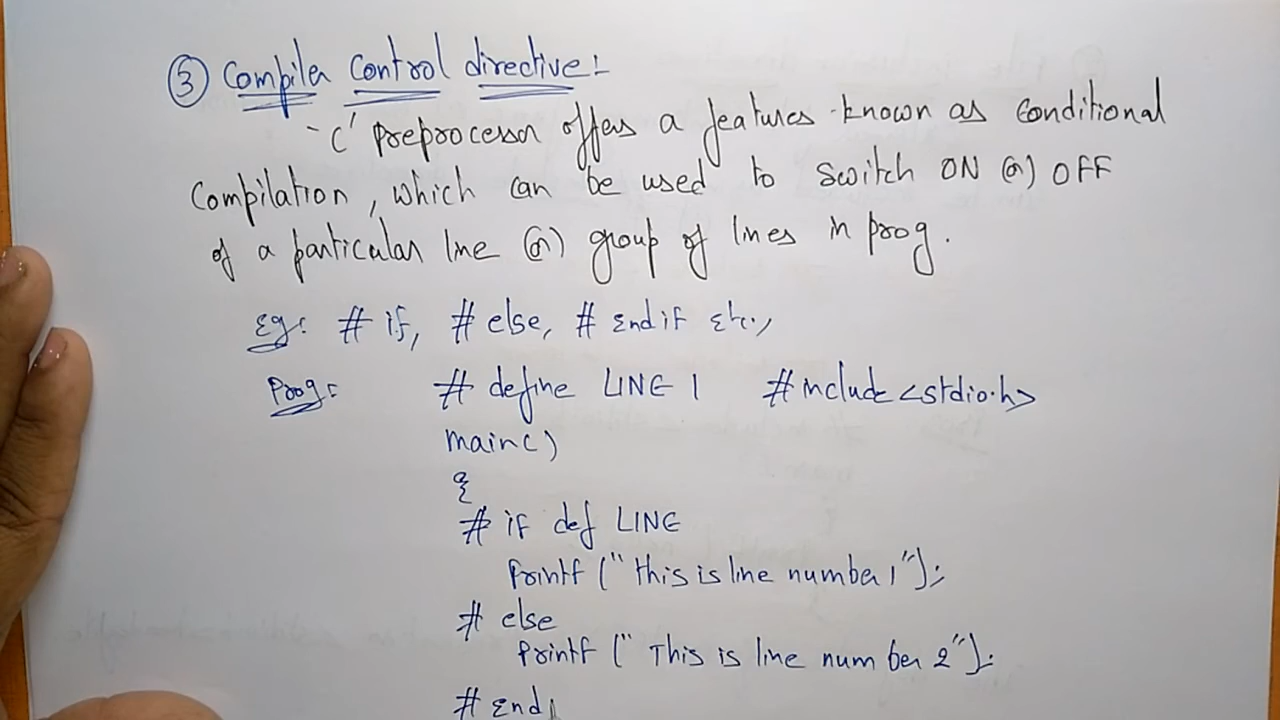 ③ Compiler Control directive:-
- 'C' preprocessor offers a features known as Conditional
Compilation, which can be used to switch ON (or) OFF
of a particular line (or) group of lines in prog.
Eg: # if, # else, # Endif Etc.,
Prog: # define LINE 1 #include <stdio.h>
main()
{
# if def LINE
Printf ("This is line number 1");
# else
Printf (" This is line num ber 2");
# End